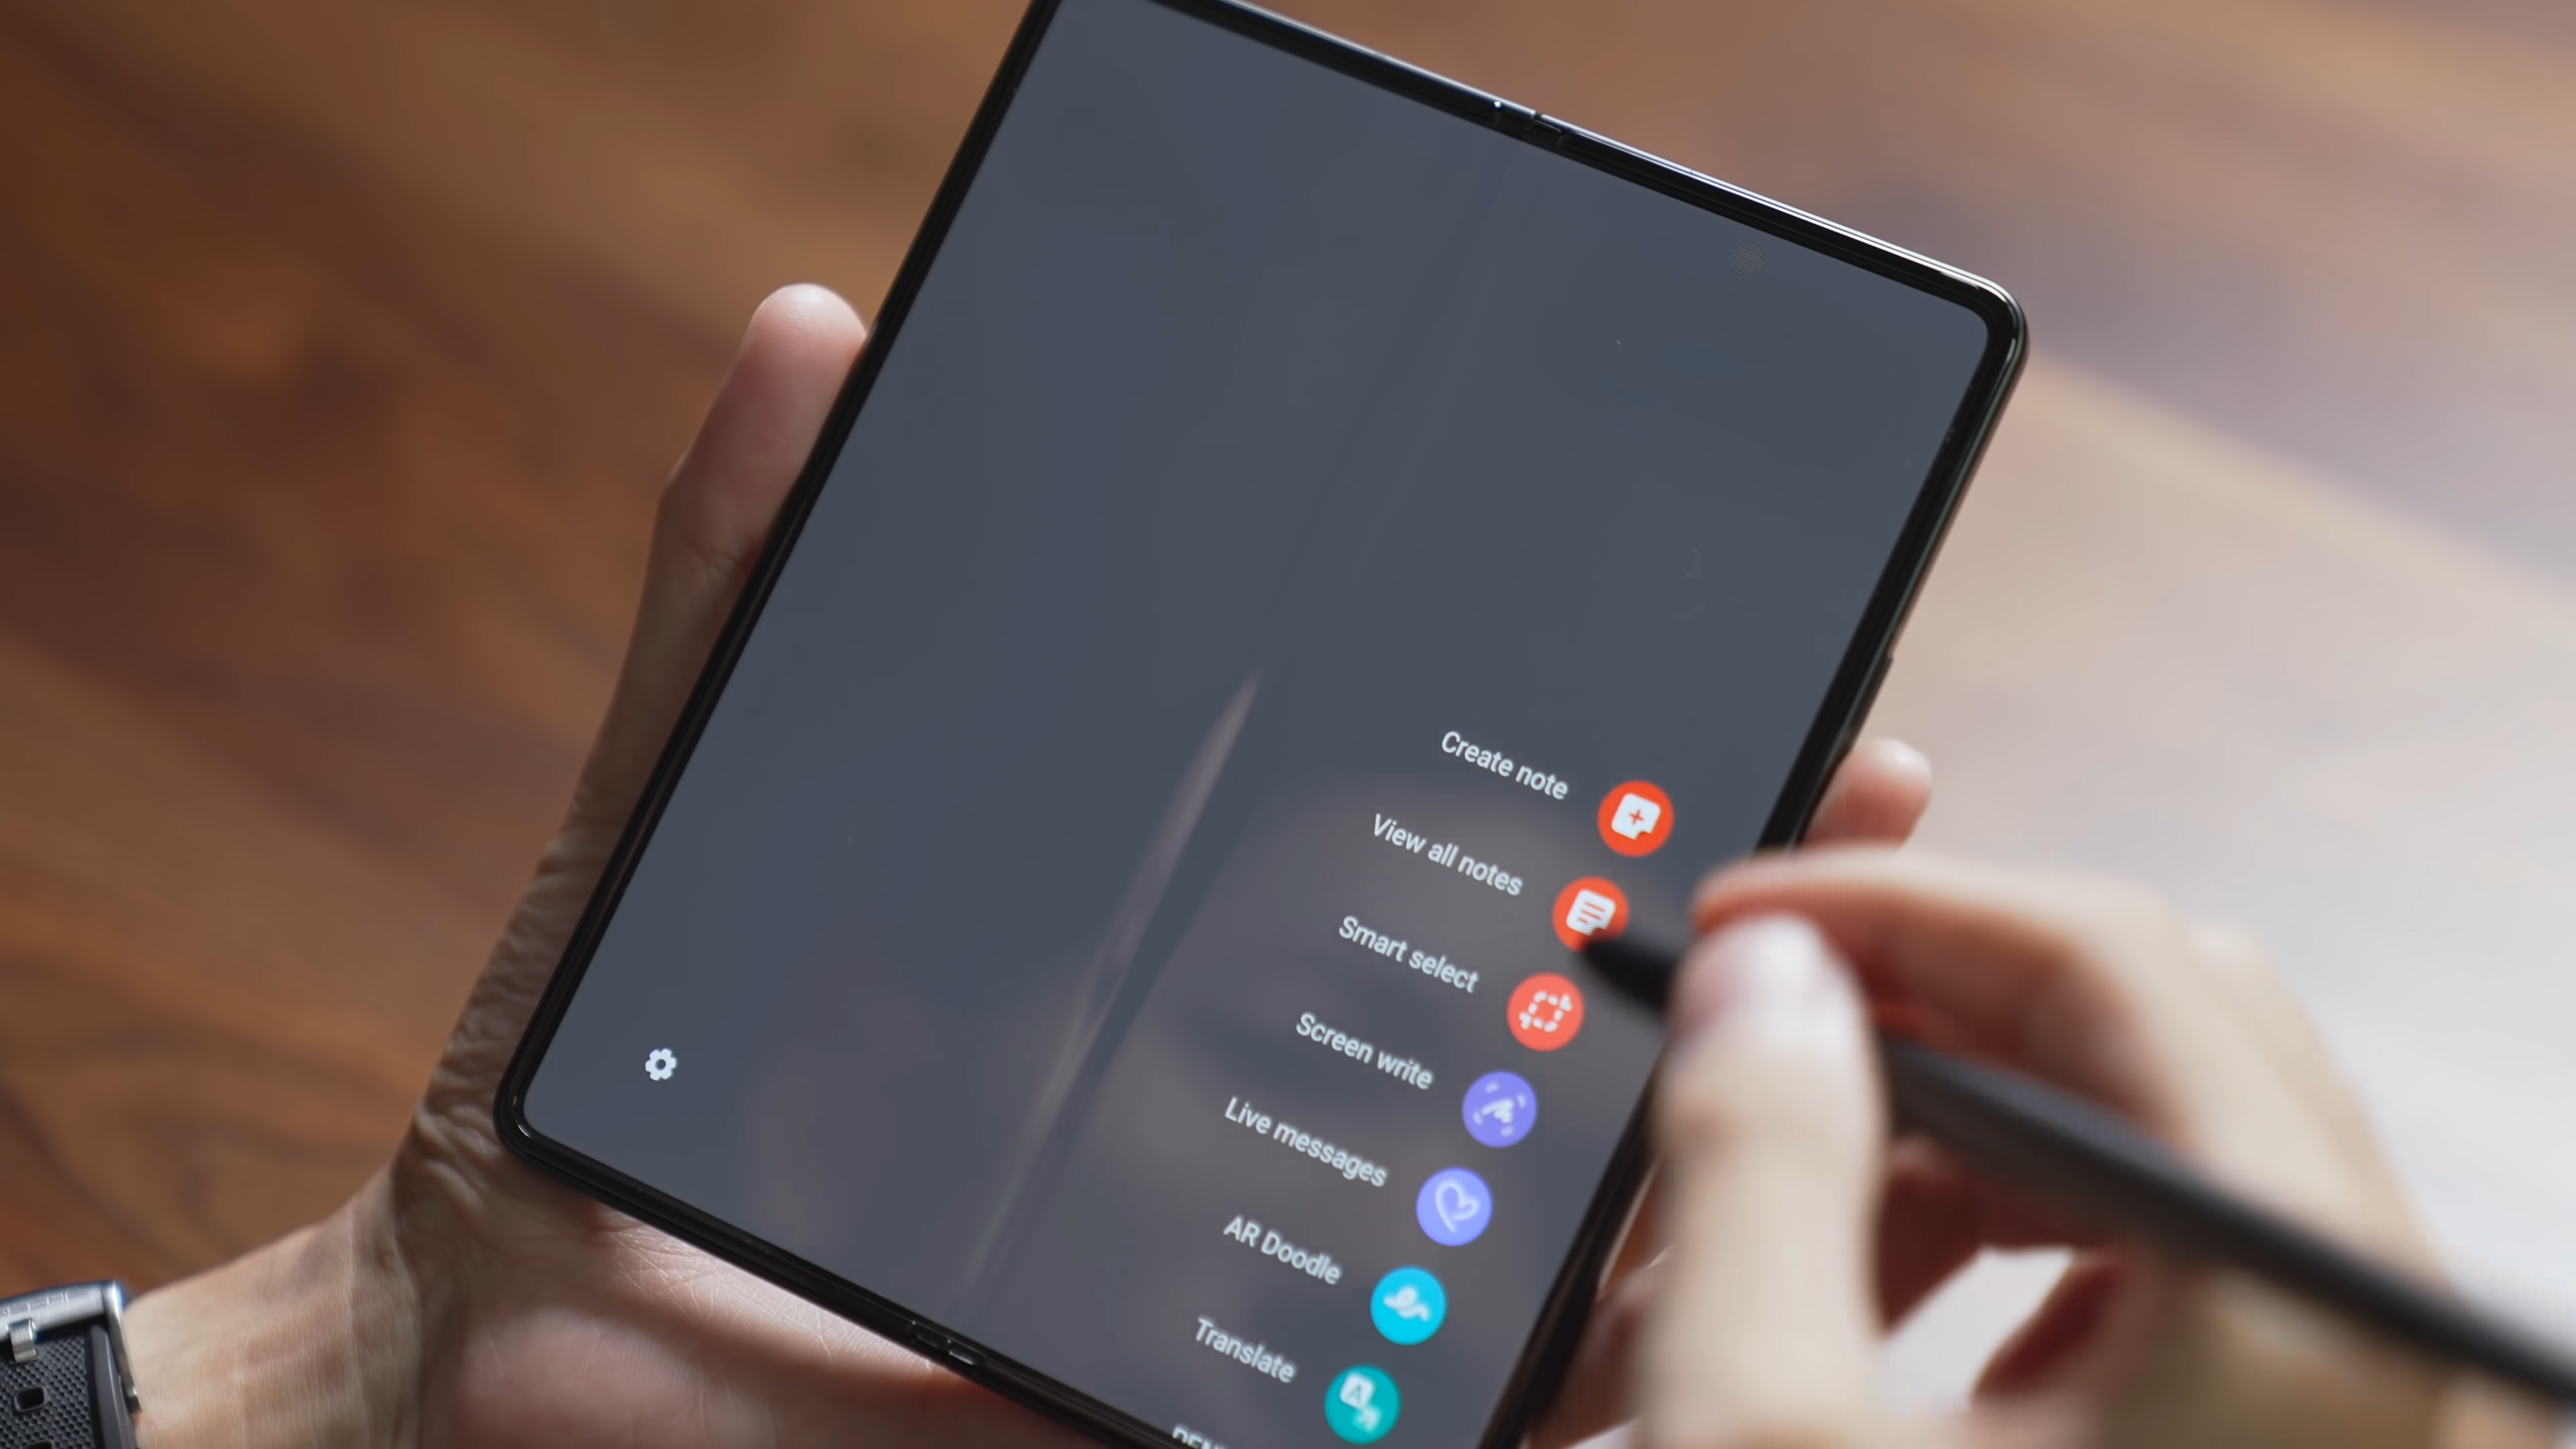 Create note
View all notes
Smart select
Screen write
Live messages
AR Doodle
Translate